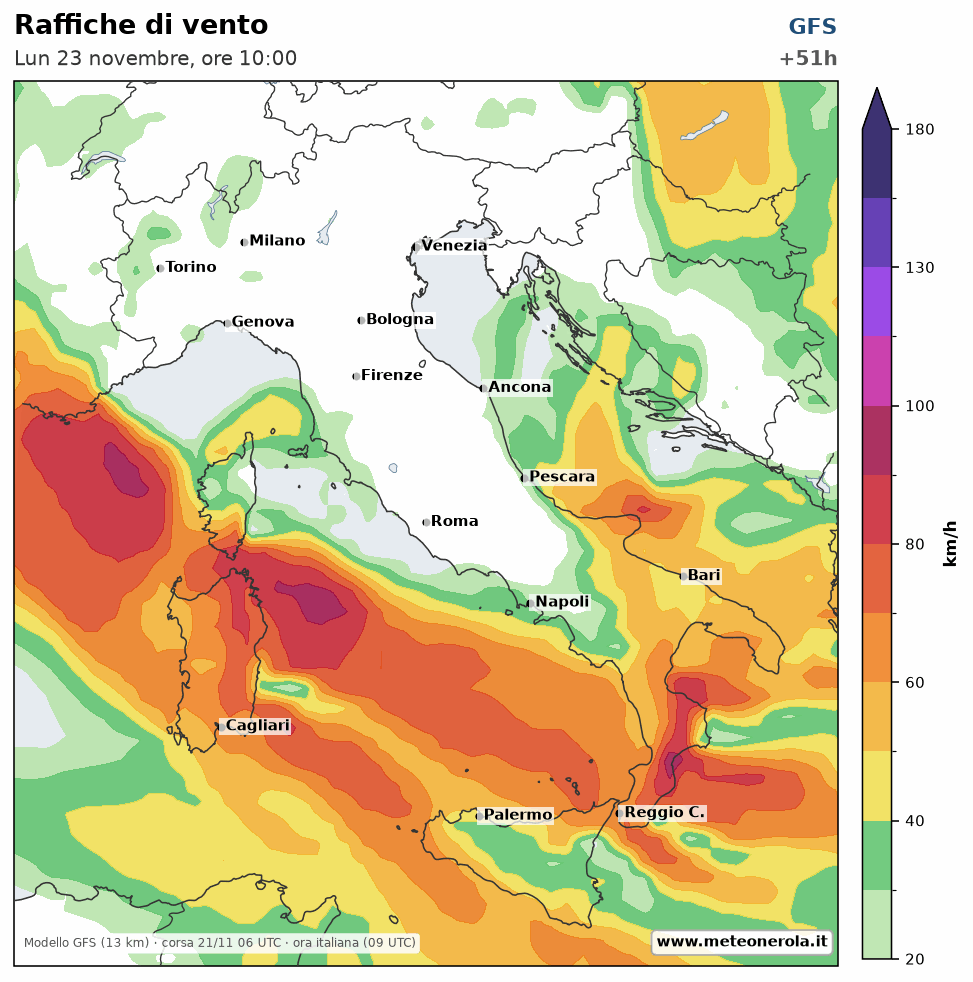 Raffiche di vento
GFS
Lun 23 novembre, ore 10:00
+51h
180
130
100
80
60
40
20
km/h
Milano
Venezia
Torino
Genova
Bologna
Firenze
Ancona
Pescara
Roma
Bari
Napoli
Cagliari
Palermo
Reggio C.
Modello GFS (13 km) · corsa 21/11 06 UTC · ora italiana (09 UTC)
www.meteonerola.it